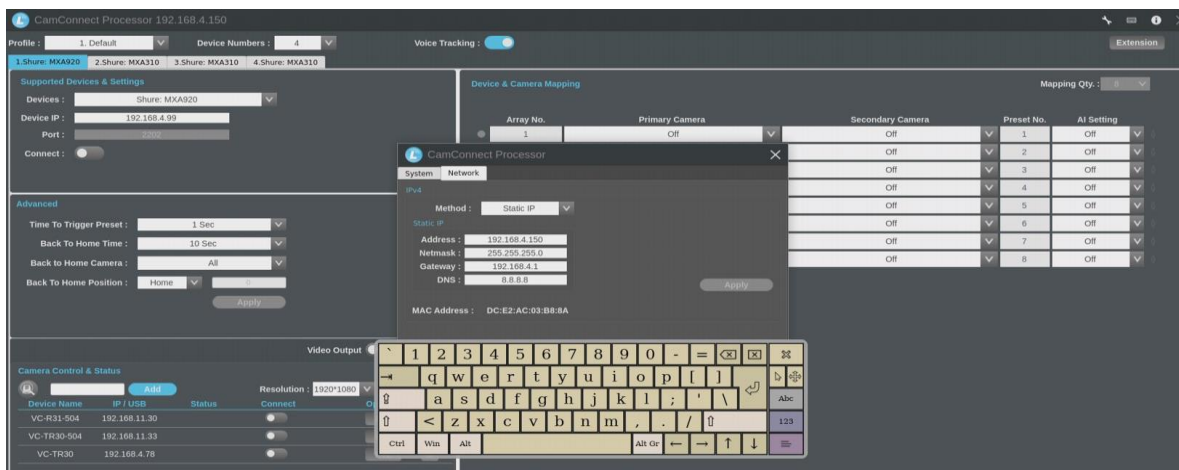 CamConnect Processor 192.168.4.150
Profile : 1. Default Device Numbers : 4 Voice Tracking : Extension
1.Shure: MXA920 2.Shure: MXA310 3.Shure: MXA310 4.Shure: MXA310
Supported Devices & Settings
Devices : Shure: MXA920
Device IP : 192.168.4.99
Port : 2202
Connect :
Advanced
Time To Trigger Preset : 1 Sec
Back To Home Time : 10 Sec
Back to Home Camera : All
Back To Home Position : Home 0
Apply
Video Output
Camera Control & Status
Add Resolution : 1920*1080
Device Name IP / USB Status Connect
VC-R31-504 192.168.11.30
VC-TR30-504 192.168.11.33
VC-TR30 192.168.4.78
Device & Camera Mapping Mapping Qty. : 8
Array No. Primary Camera Secondary Camera Preset No. AI Setting
1 Off Off 1 Off
Off 2 Off
Off 3 Off
Off 4 Off
Off 5 Off
Off 6 Off
Off 7 Off
Off 8 Off
CamConnect Processor
System Network
IPv4
Method : Static IP
Static IP
Address : 192.168.4.150
Netmask : 255.255.255.0
Gateway : 192.168.4.1
DNS : 8.8.8.8
Apply
MAC Address : DC:E2:AC:03:B8:8A
` 1 2 3 4 5 6 7 8 9 0 - =
q w e r t y u i o p [ ]
a s d f g h j k l ; ' \ Abc
< z x c v b n m , . / 123
Ctrl Win Alt Alt Gr